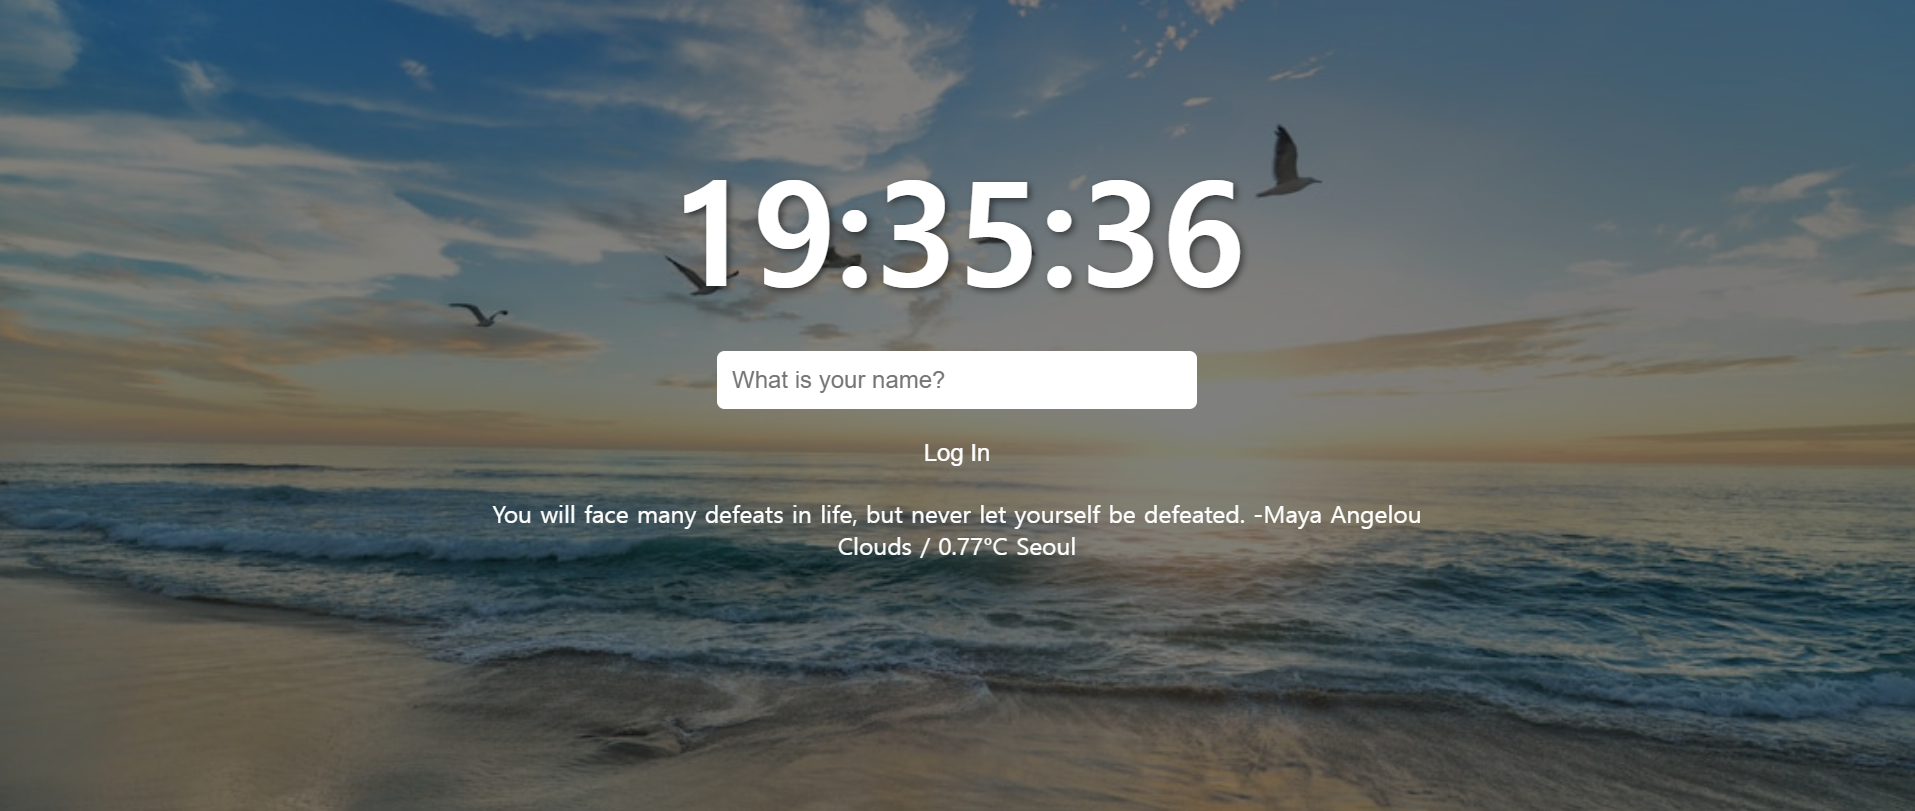 19:35:36
What is your name?
Log In
You will face many defeats in life, but never let yourself be defeated. -Maya Angelou
Clouds / 0.77°C Seoul